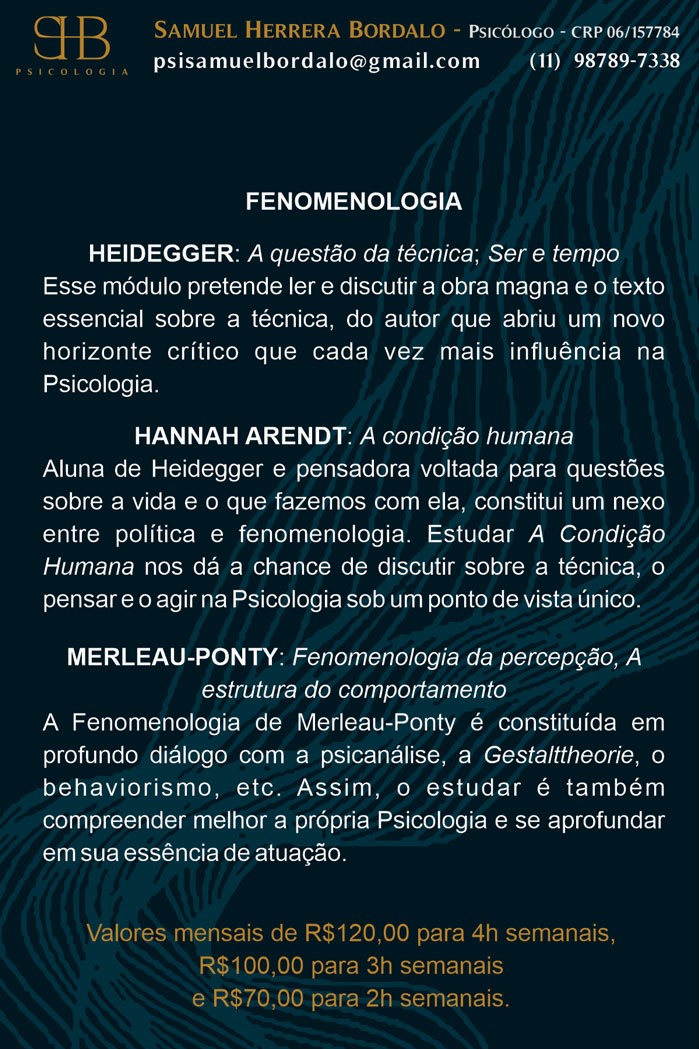 SHB
PSICOLOGIA
SAMUEL HERRERA BORDALO - PSICÓLOGO - CRP 06/157784
psisamuelbordalo@gmail.com (11) 98789-7338
FENOMENOLOGIA
HEIDEGGER: A questão da técnica; Ser e tempo
Esse módulo pretende ler e discutir a obra magna e o texto
essencial sobre a técnica, do autor que abriu um novo
horizonte crítico que cada vez mais influência na
Psicologia.
HANNAH ARENDT: A condição humana
Aluna de Heidegger e pensadora voltada para questões
sobre a vida e o que fazemos com ela, constitui um nexo
entre política e fenomenologia. Estudar A Condição
Humana nos dá a chance de discutir sobre a técnica, o
pensar e o agir na Psicologia sob um ponto de vista único.
MERLEAU-PONTY: Fenomenologia da percepção, A
estrutura do comportamento
A Fenomenologia de Merleau-Ponty é constituída em
profundo diálogo com a psicanálise, a Gestalttheorie, o
behaviorismo, etc. Assim, o estudar é também
compreender melhor a própria Psicologia e se aprofundar
em sua essência de atuação.
Valores mensais de R$120,00 para 4h semanais,
R$100,00 para 3h semanais
e R$70,00 para 2h semanais.